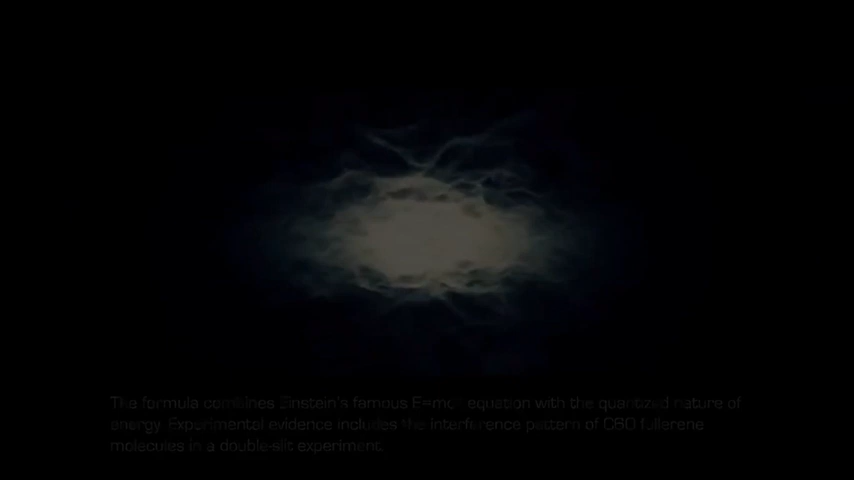 The formula combines Einstein's famous E=mc² equation with the quantized nature of
energy. Experimental evidence includes the interference pattern of C60 fullerene
molecules in a double-slit experiment.